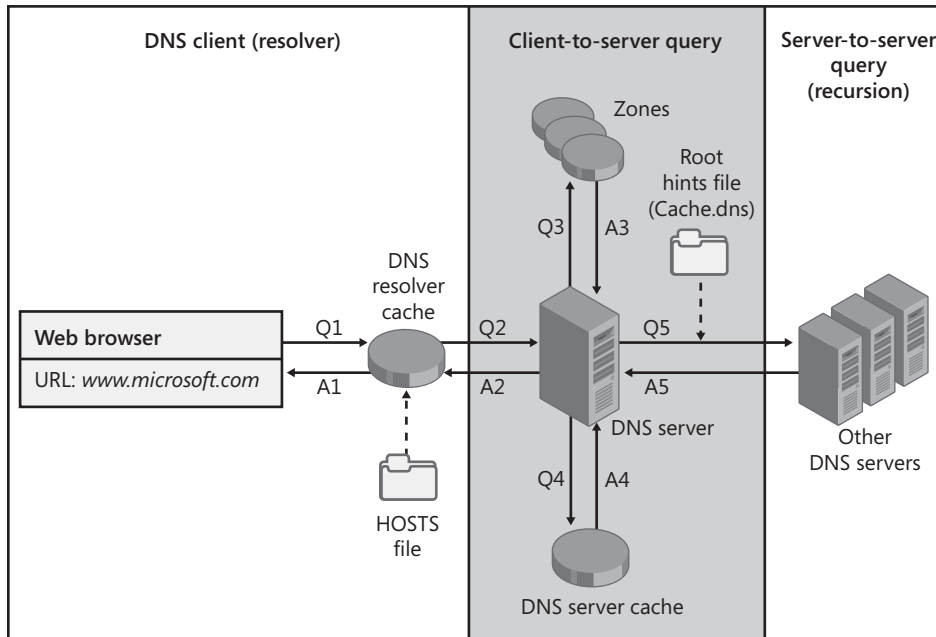 DNS client (resolver)
Client-to-server query
Server-to-server
query
(recursion)
Zones
Root
hints file
(Cache.dns)
Q3
A3
DNS
resolver
cache
Web browser
URL: www.microsoft.com
Q1
A1
Q2
A2
Q5
A5
DNS server
Other
DNS servers
Q4
A4
HOSTS
file
DNS server cache